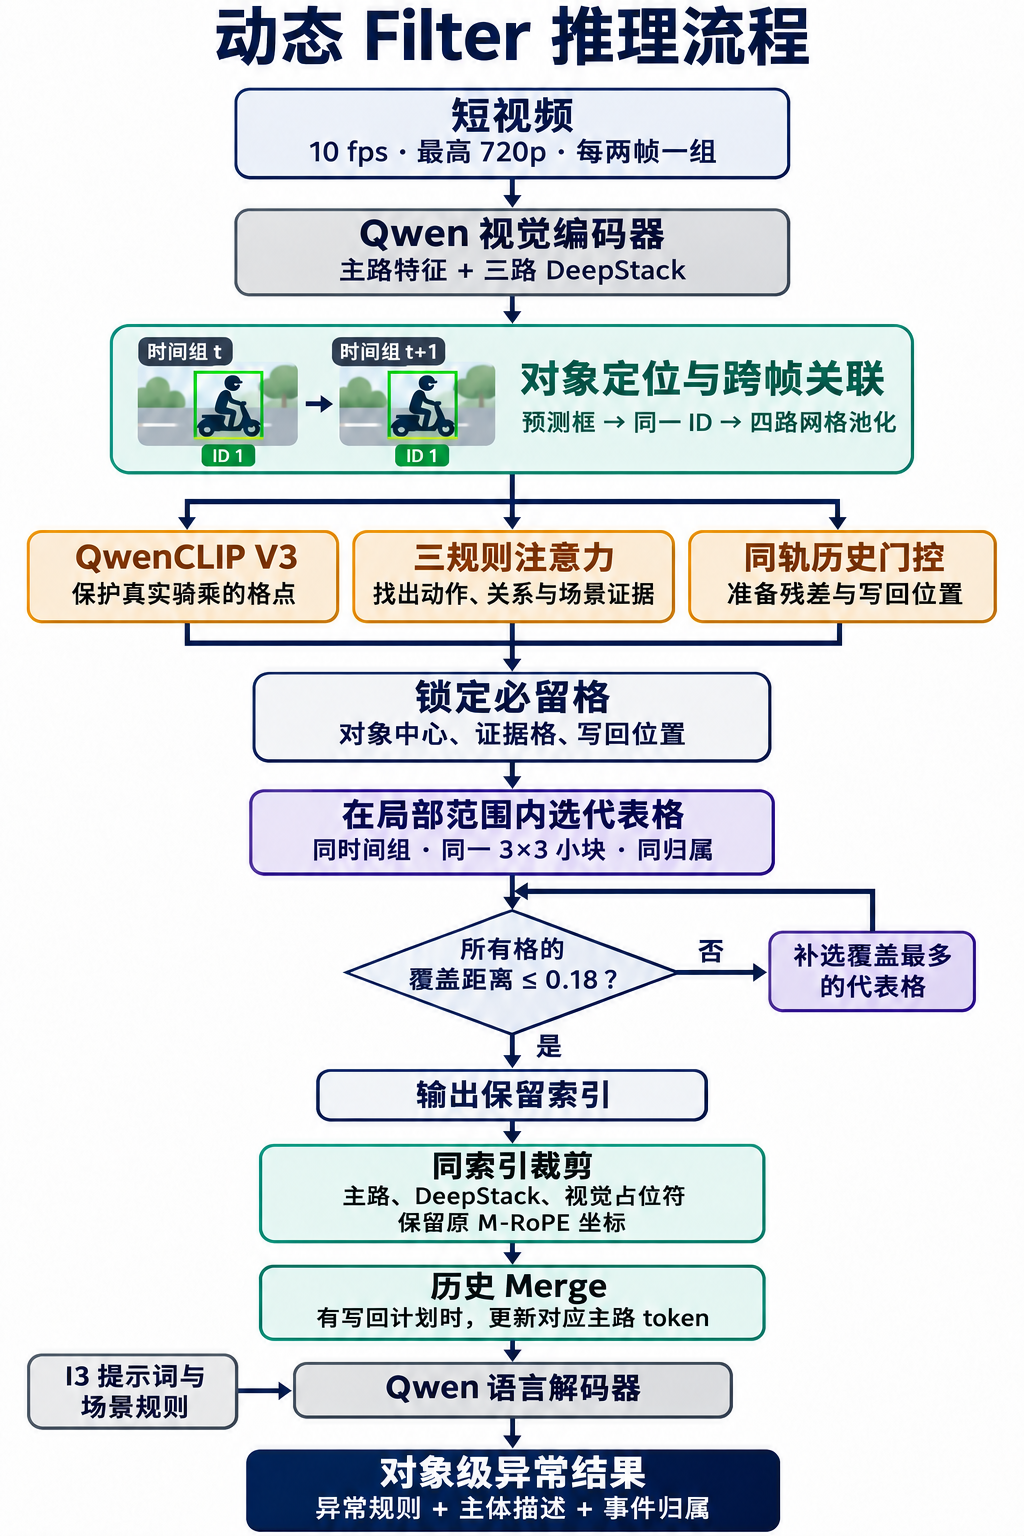 动态 Filter 推理流程
短视频
10 fps · 最高 720p · 每两帧一组
Qwen 视觉编码器
主路特征 + 三路 DeepStack
时间组 t
时间组 t+1
ID 1
ID 1
对象定位与跨帧关联
预测框 → 同一 ID → 四路网格池化
QwenCLIP V3
保护真实骑乘的格点
三规则注意力
找出动作、关系与场景证据
同轨历史门控
准备残差与写回位置
锁定必留格
对象中心、证据格、写回位置
在局部范围内选代表格
同时间组 · 同一 3×3 小块 · 同归属
所有格的
覆盖距离 ≤ 0.18？
否
补选覆盖最多
的代表格
是
输出保留索引
同索引裁剪
主路、DeepStack、视觉占位符
保留原 M-RoPE 坐标
历史 Merge
有写回计划时，更新对应主路 token
I3 提示词与
场景规则
Qwen 语言解码器
对象级异常结果
异常规则 + 主体描述 + 事件归属